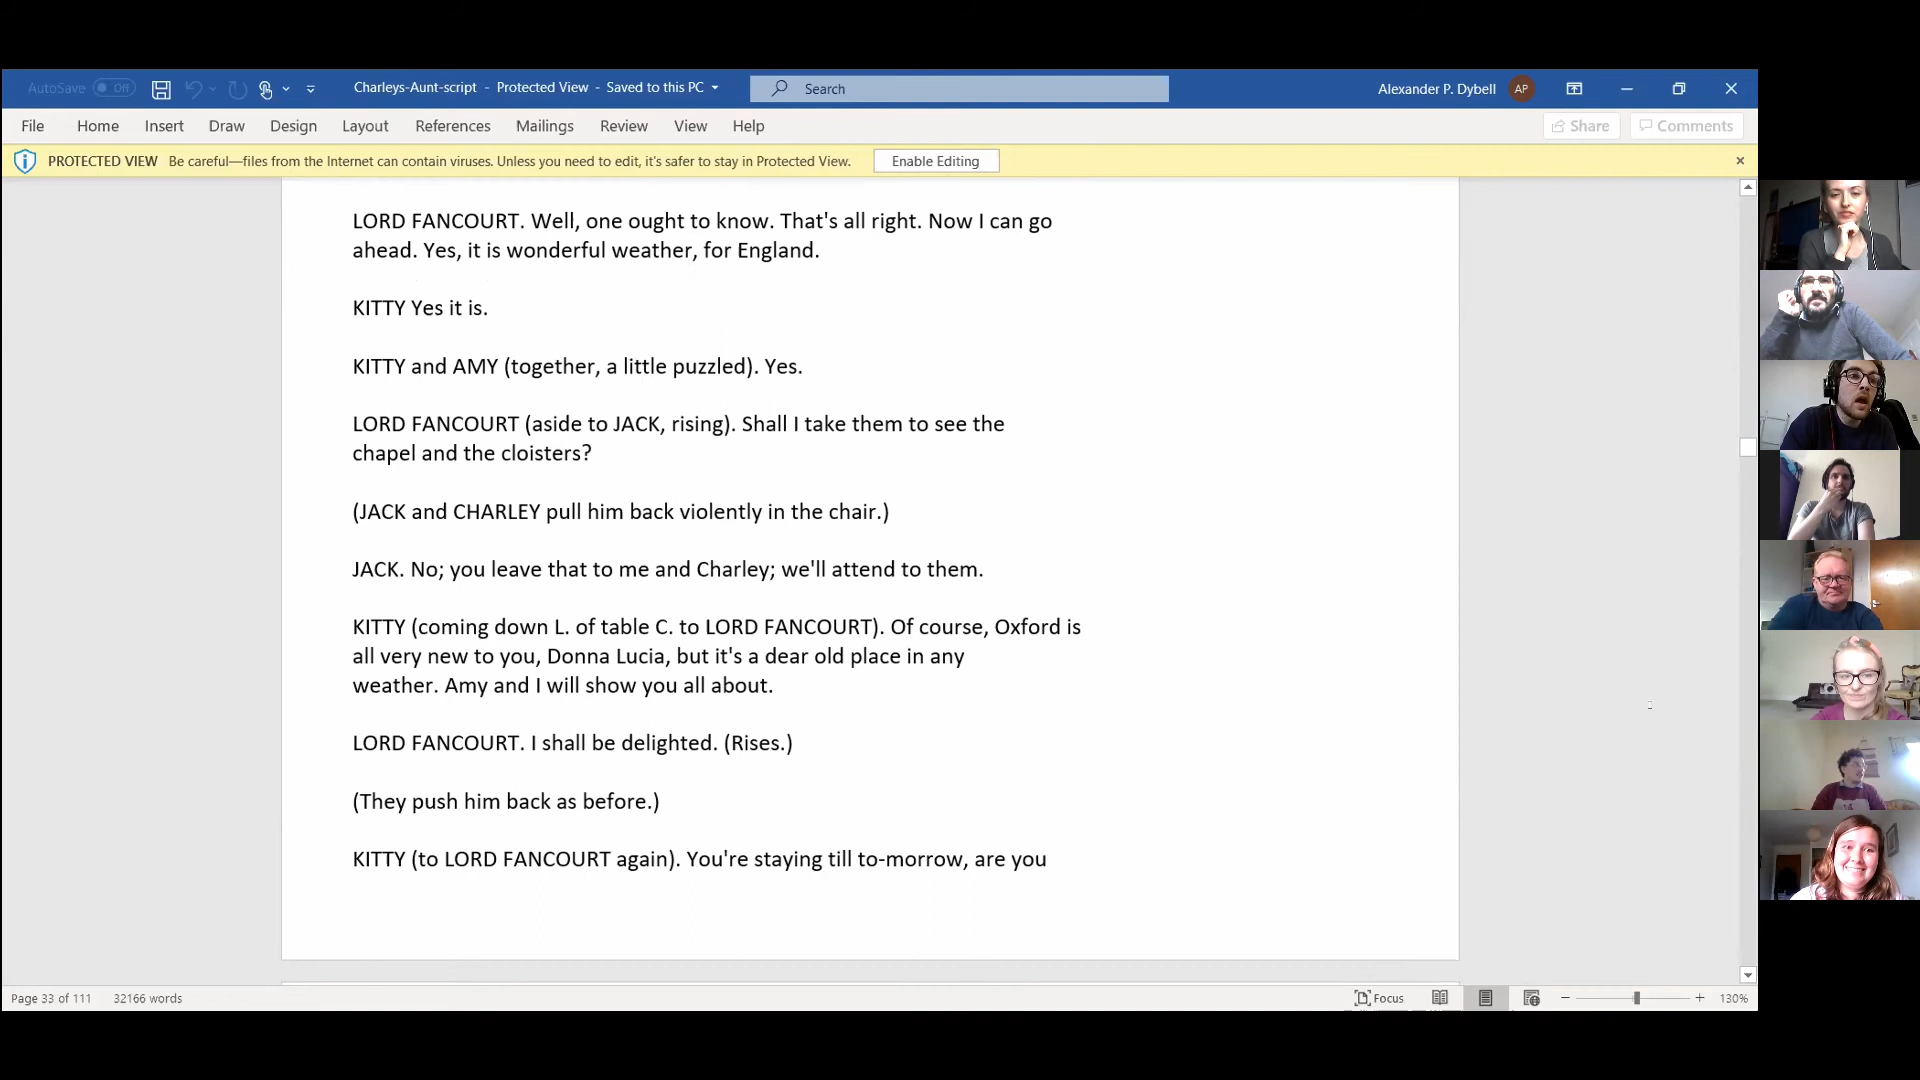 AutoSave Off
Charleys-Aunt-script - Protected View - Saved to this PC
Search
Alexander P. Dybell AP
File Home Insert Draw Design Layout References Mailings Review View Help Share Comments
PROTECTED VIEW Be careful—files from the Internet can contain viruses. Unless you need to edit, it's safer to stay in Protected View. Enable Editing
LORD FANCOURT. Well, one ought to know. That's all right. Now I can go
ahead. Yes, it is wonderful weather, for England.
KITTY Yes it is.
KITTY and AMY (together, a little puzzled). Yes.
LORD FANCOURT (aside to JACK, rising). Shall I take them to see the
chapel and the cloisters?
(JACK and CHARLEY pull him back violently in the chair.)
JACK. No; you leave that to me and Charley; we'll attend to them.
KITTY (coming down L. of table C. to LORD FANCOURT). Of course, Oxford is
all very new to you, Donna Lucia, but it's a dear old place in any
weather. Amy and I will show you all about.
LORD FANCOURT. I shall be delighted. (Rises.)
(They push him back as before.)
KITTY (to LORD FANCOURT again). You're staying till to-morrow, are you
Page 33 of 111 32166 words Focus 130%